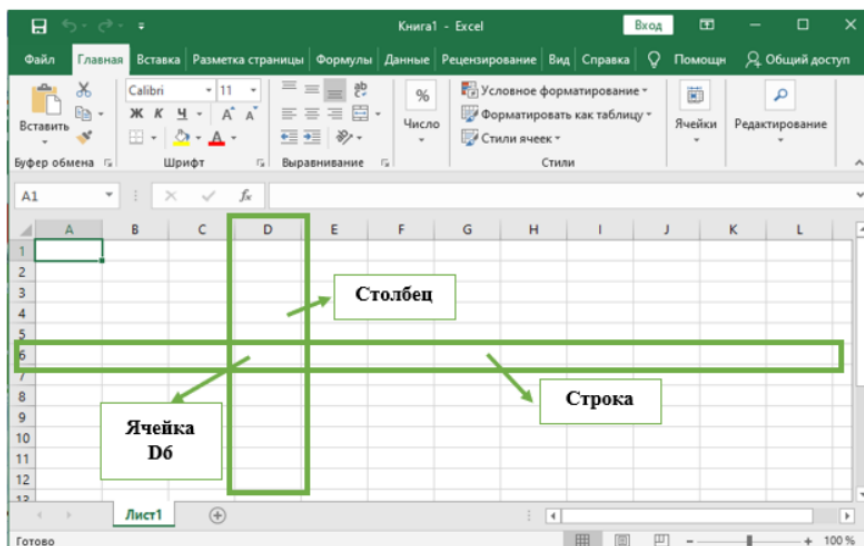 Книга1 - Excel Вход
Файл Главная Вставка Разметка страницы Формулы Данные Рецензирование Вид Справка Помощн Общий доступ
Calibri 11 ab % Условное форматирование
Вставить Ж К Ч А А Число Форматировать как таблицу Ячейки Редактирование
А Стили ячеек
Буфер обмена Шрифт Выравнивание Стили
A1 fx
A B C D E F G H I J K L
1
2
3
4
5
6
7
8
9
10
11
12
13
Столбец
Строка
Ячейка
D6
Лист1
Готово 100 %